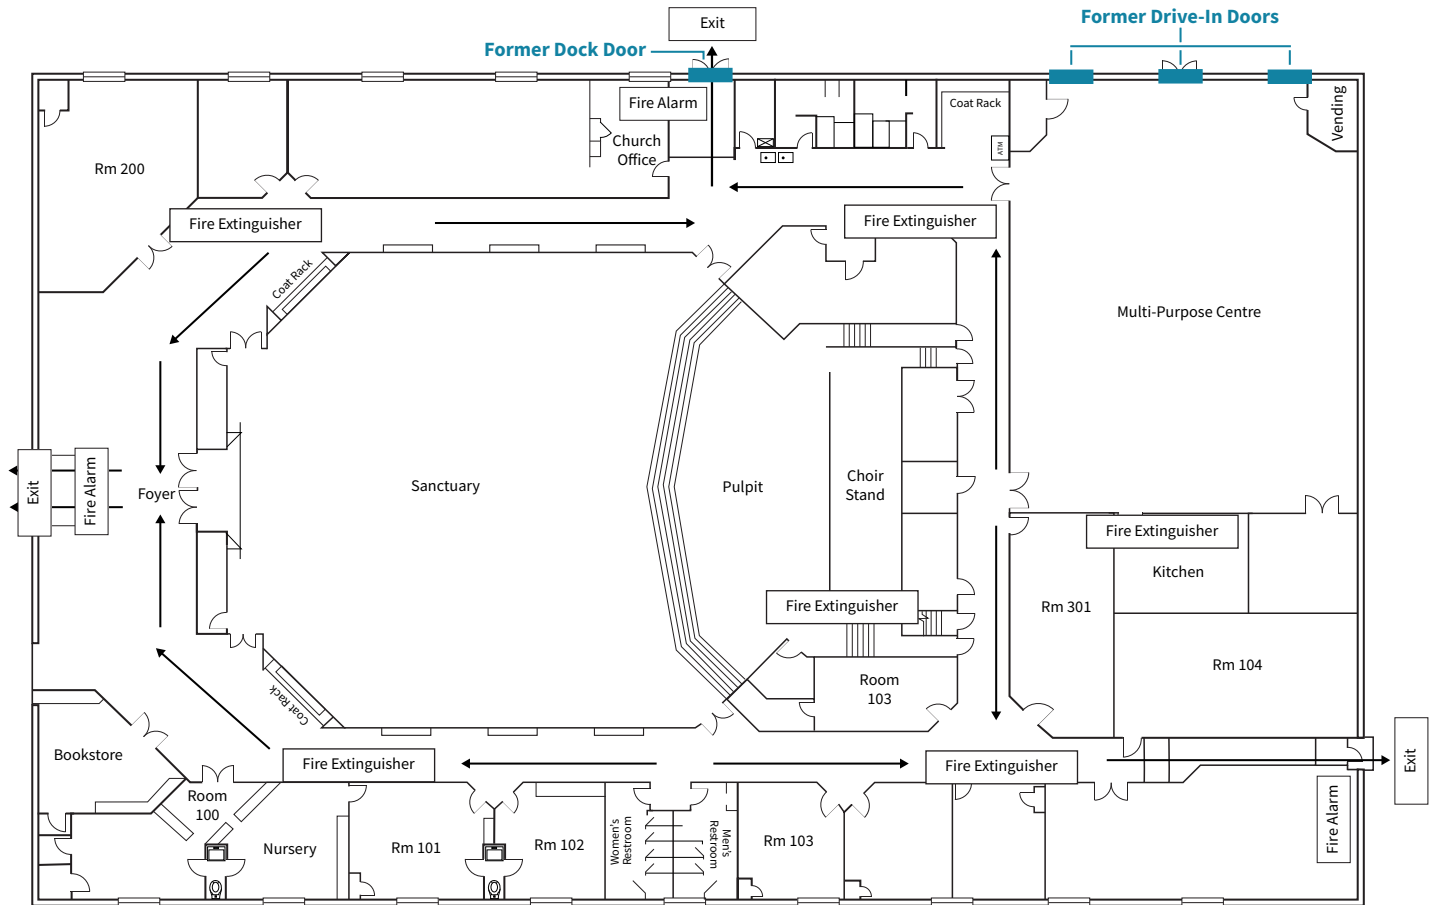 Former Drive-In Doors
Exit
Former Dock Door
Fire Alarm
Coat Rack
Vending
Church
Office
ATM
Rm 200
Fire Extinguisher
Fire Extinguisher
Coat Rack
Multi-Purpose Centre
Exit
Fire Alarm
Foyer
Sanctuary
Pulpit
Choir
Stand
Fire Extinguisher
Kitchen
Fire Extinguisher
Rm 301
Rm 104
Room
103
Coat Rack
Bookstore
Fire Extinguisher
Fire Extinguisher
Exit
Room
100
Nursery
Rm 101
Rm 102
Women's
Restroom
Men's
Restroom
Rm 103
Fire Alarm